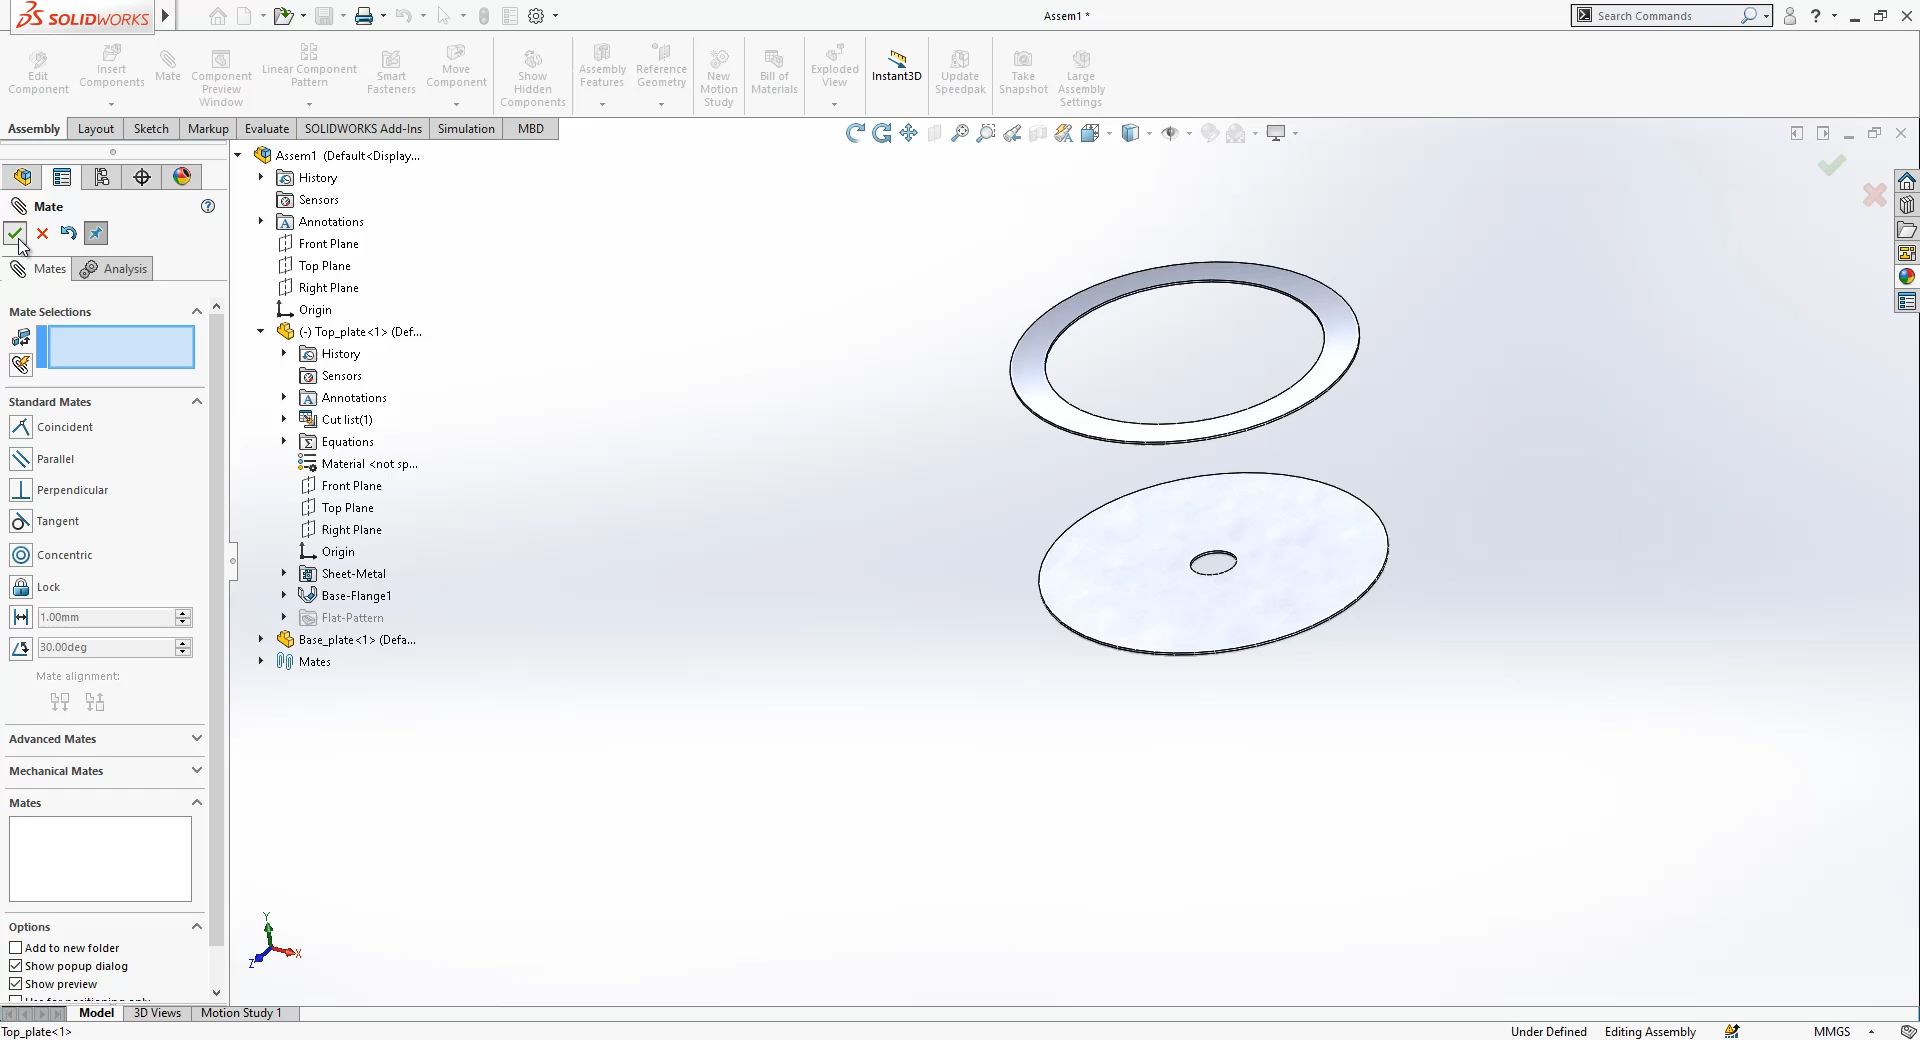 SOLIDWORKS
Assem1 *
Search Commands
Edit Component
Insert Components
Mate
Component Preview Window
Linear Component Pattern
Smart Fasteners
Move Component
Show Hidden Components
Assembly Features
Reference Geometry
New Motion Study
Bill of Materials
Exploded View
Instant3D
Update Speedpak
Take Snapshot
Large Assembly Settings
Assembly
Layout
Sketch
Markup
Evaluate
SOLIDWORKS Add-Ins
Simulation
MBD
Mate
Mates
Analysis
Mate Selections
Standard Mates
Coincident
Parallel
Perpendicular
Tangent
Concentric
Lock
1.00mm
30.00deg
Mate alignment:
Advanced Mates
Mechanical Mates
Mates
Options
Add to new folder
Show popup dialog
Show preview
Assem1 (Default<Display...
History
Sensors
Annotations
Front Plane
Top Plane
Right Plane
Origin
(-) Top_plate<1> (Def...
History
Sensors
Annotations
Cut list(1)
Equations
Material <not sp...
Front Plane
Top Plane
Right Plane
Origin
Sheet-Metal
Base-Flange1
Flat-Pattern
Base_plate<1> (Defa...
Mates
Y
X
Z
Model
3D Views
Motion Study 1
Top_plate<1>
Under Defined
Editing Assembly
MMGS